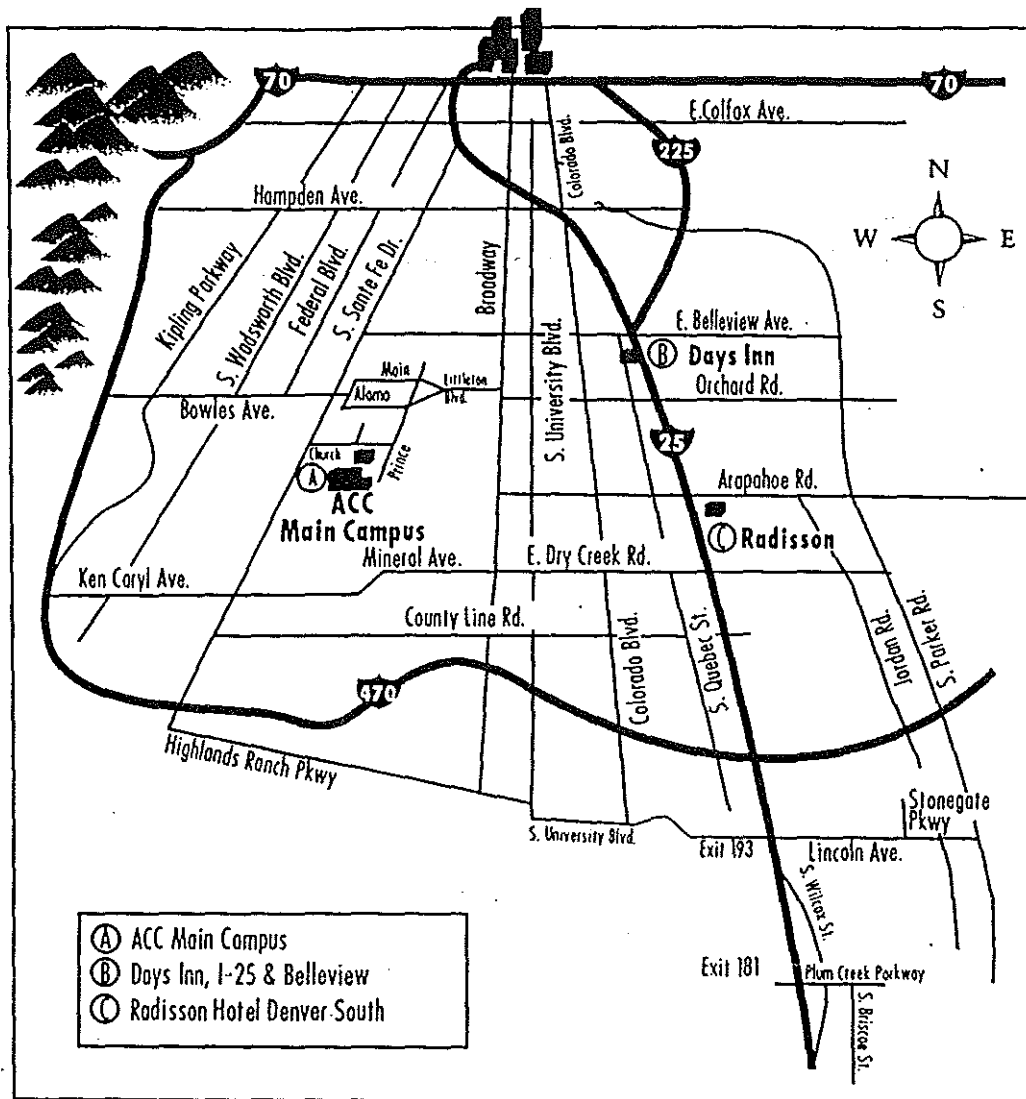 70
70
E.Colfax Ave.
225
Colorado Blvd.
N
W E
S
Hampden Ave.
Kipling Parkway
S. Wadsworth Blvd.
Federal Blvd.
S. Sante Fe Dr.
Broadway
S. University Blvd.
E. Belleview Ave.
B Days Inn
Orchard Rd.
Main
Alamo
Littleton
Blvd.
Bowles Ave.
25
Church
Prince
A
ACC
Main Campus
Arapahoe Rd.
C Radisson
Mineral Ave.
E. Dry Creek Rd.
Ken Caryl Ave.
County Line Rd.
470
Colorado Blvd.
S. Quebec St.
Jordan Rd.
S. Parker Rd.
Highlands Ranch Pkwy
S. University Blvd.
Exit 193
Lincoln Ave.
Stonegate
Pkwy
S. Wilcox St.
Exit 181
Plum Creek Parkway
S. Briscoe St.
A ACC Main Campus
B Days Inn, I-25 & Belleview
C Radisson Hotel Denver South